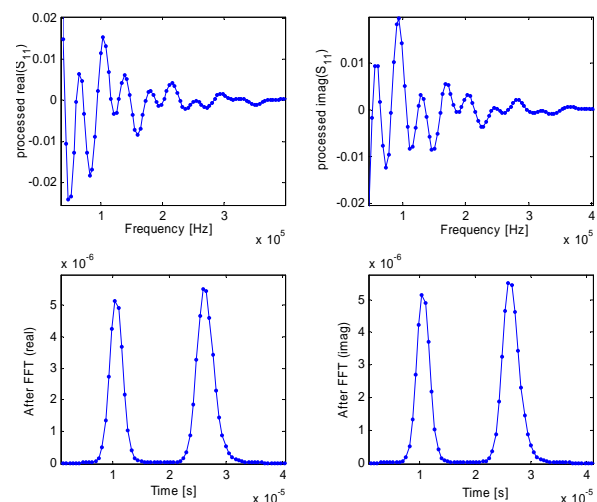 0.02
0.01
0
-0.01
-0.02
processed real(S11)
1
2
3
Frequency [Hz]
x 10^5
0.01
0
-0.01
-0.02
processed imag(S11)
1
2
3
4
Frequency [Hz]
x 10^5
x 10^-6
5
4
3
2
1
0
After FFT (real)
1
2
3
4
Time [s]
x 10^-5
x 10^-6
5
4
3
2
1
0
After FFT (imag)
1
2
3
4
Time [s]
x 10^-5